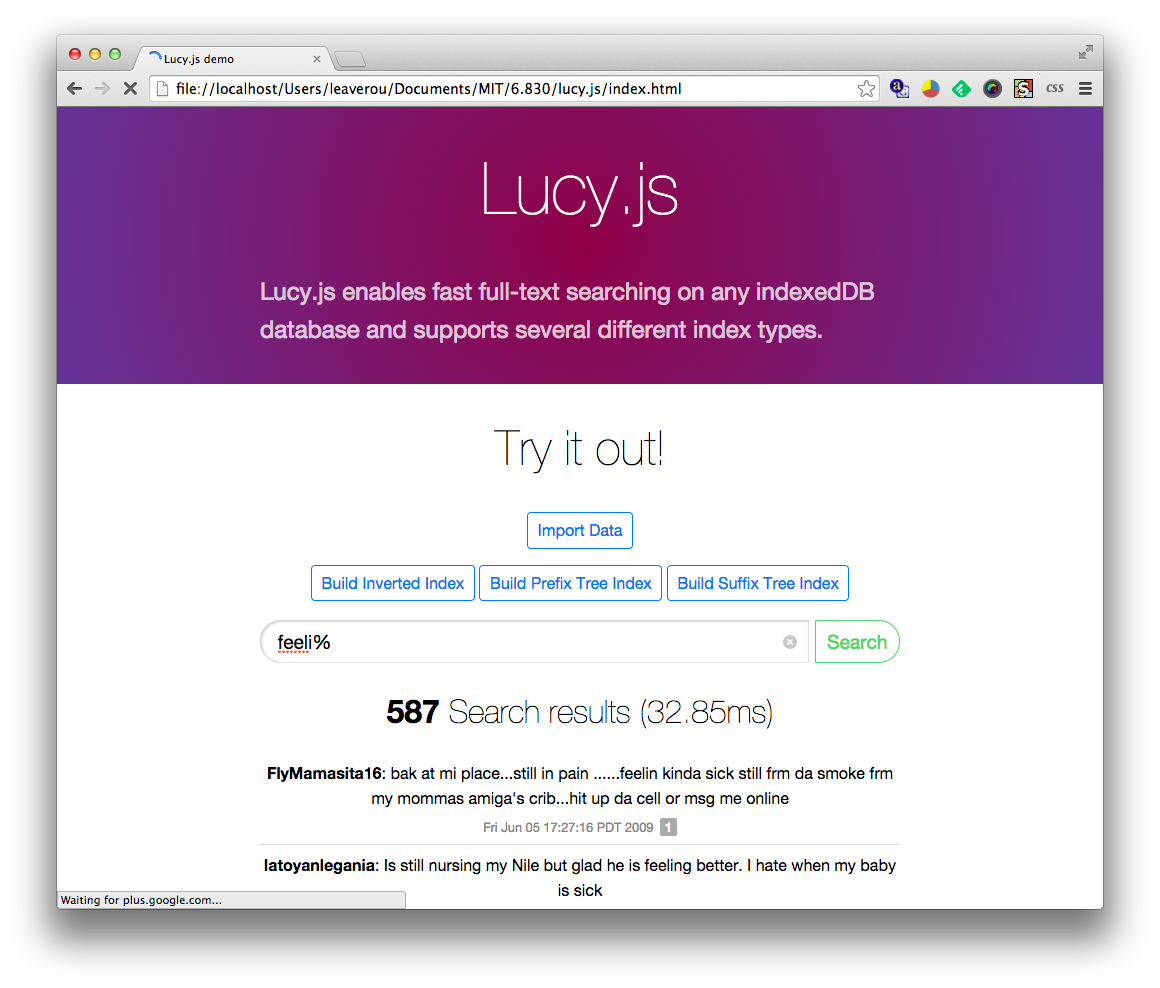 Lucy.js demo
file://localhost/Users/leaverou/Documents/MIT/6.830/lucy.js/index.html
CSS
Lucy.js
Lucy.js enables fast full-text searching on any indexedDB
database and supports several different index types.
Try it out!
Import Data
Build Inverted Index Build Prefix Tree Index Build Suffix Tree Index
feeli% Search
587 Search results (32.85ms)
FlyMamasita16: bak at mi place...still in pain ......feelin kinda sick still frm da smoke frm
my mommas amiga's crib...hit up da cell or msg me online
Fri Jun 05 17:27:16 PDT 2009 1
latoyanlegania: Is still nursing my Nile but glad he is feeling better. I hate when my baby
is sick
Waiting for plus.google.com...